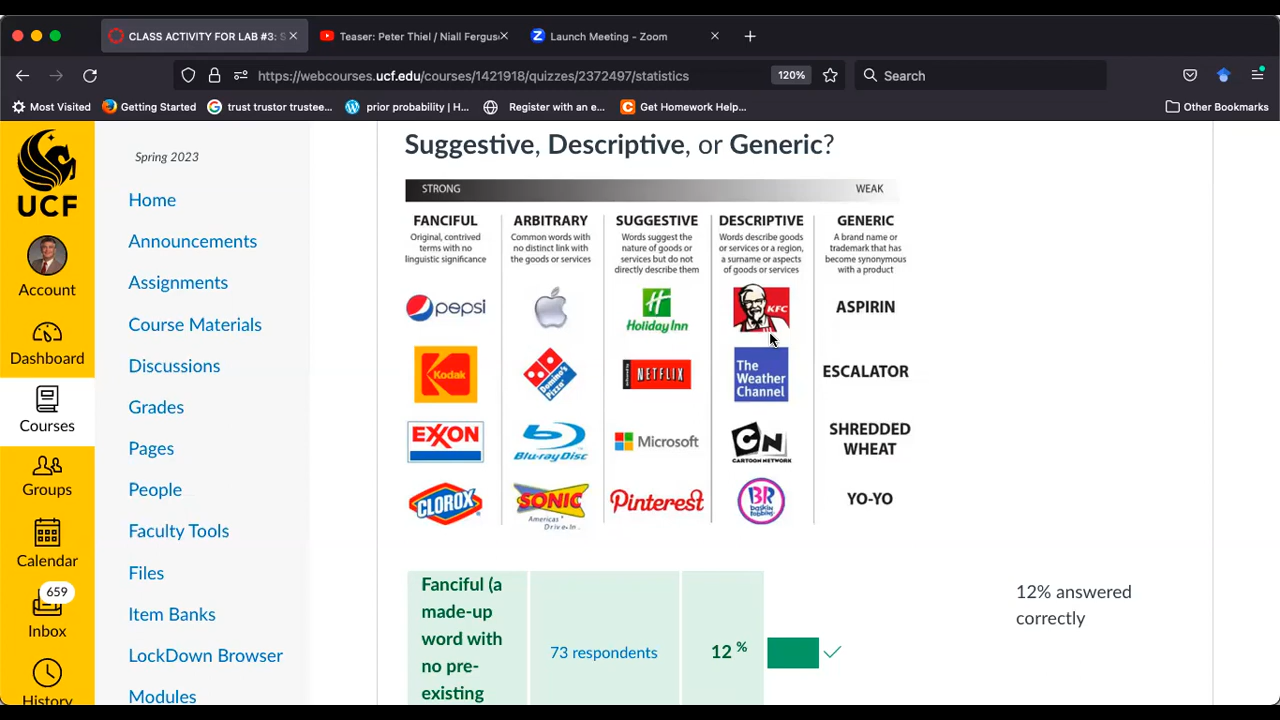 CLASS ACTIVITY FOR LAB #3: S
Teaser: Peter Thiel / Niall Fergus
Launch Meeting - Zoom
https://webcourses.ucf.edu/courses/1421918/quizzes/2372497/statistics
120%
Search
Most Visited
Getting Started
trust trustor trustee...
prior probability | H...
Register with an e...
Get Homework Help...
Other Bookmarks
UCF
Account
Dashboard
Courses
Groups
Calendar
659
Inbox
History
Spring 2023
Home
Announcements
Assignments
Course Materials
Discussions
Grades
Pages
People
Faculty Tools
Files
Item Banks
LockDown Browser
Modules
Suggestive, Descriptive, or Generic?
STRONG
WEAK
FANCIFUL
Original, contrived
terms with no
linguistic significance
pepsi
Kodak
EXXON
CLOROX
ARBITRARY
Common words with
no distinct link with
the goods or services
Domino's
Pizza
Blu-ray Disc
SONIC
America's Drive-In.
SUGGESTIVE
Words suggest the
nature of goods or
services but do not
directly describe them
H
Holiday Inn
NETFLIX
Microsoft
Pinterest
DESCRIPTIVE
Words describe goods
or services or a region,
a surname or aspects
of goods or services
KFC
The
Weather
Channel
CN
CARTOON NETWORK
BR
baskin
robbins
GENERIC
A brand name or
trademark that has
become synonymous
with a product
ASPIRIN
ESCALATOR
SHREDDED
WHEAT
YO-YO
Fanciful (a
made-up
word with
no pre-
existing
73 respondents
12 %
12% answered
correctly